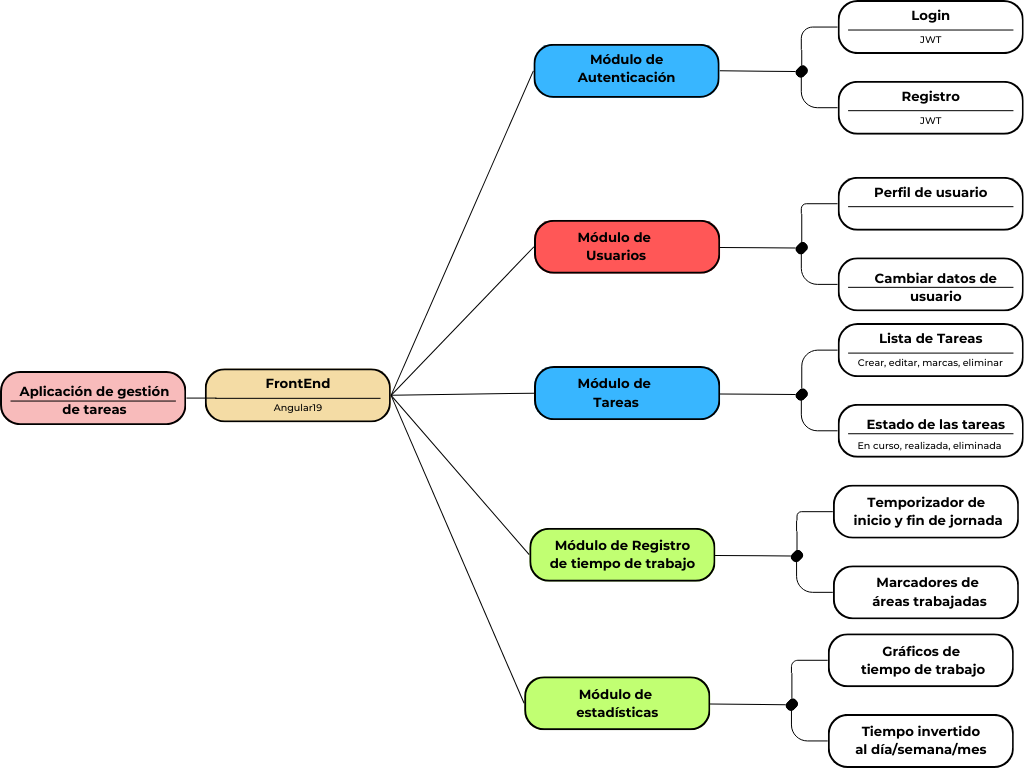 Aplicación de gestión
de tareas
FrontEnd
Angular19
Módulo de
Autenticación
Login
JWT
Registro
JWT
Módulo de
Usuarios
Perfil de usuario
Cambiar datos de
usuario
Módulo de
Tareas
Lista de Tareas
Crear, editar, marcas, eliminar
Estado de las tareas
En curso, realizada, eliminada
Módulo de Registro
de tiempo de trabajo
Temporizador de
inicio y fin de jornada
Marcadores de
áreas trabajadas
Módulo de
estadísticas
Gráficos de
tiempo de trabajo
Tiempo invertido
al día/semana/mes